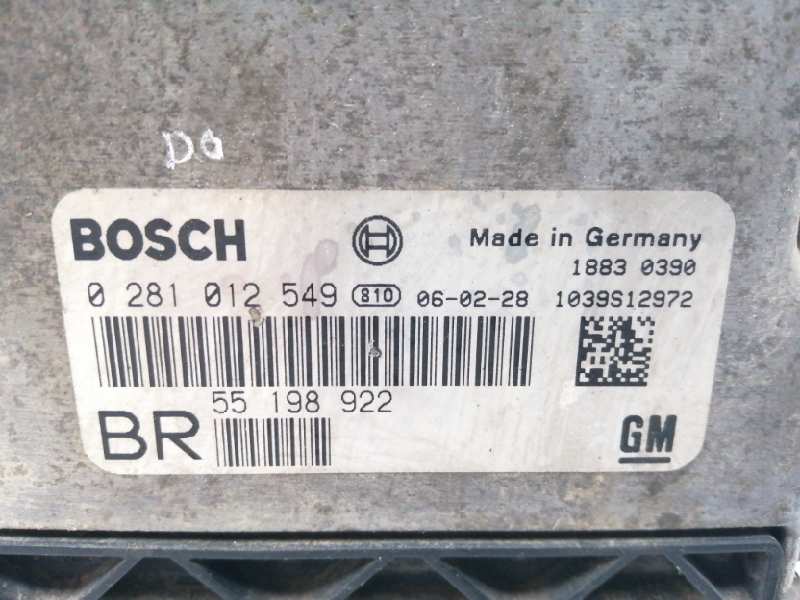 D6
BOSCH
Made in Germany
1883 0390
0 281 012 549 810 06-02-28 1039S12972
55 198 922
BR
GM